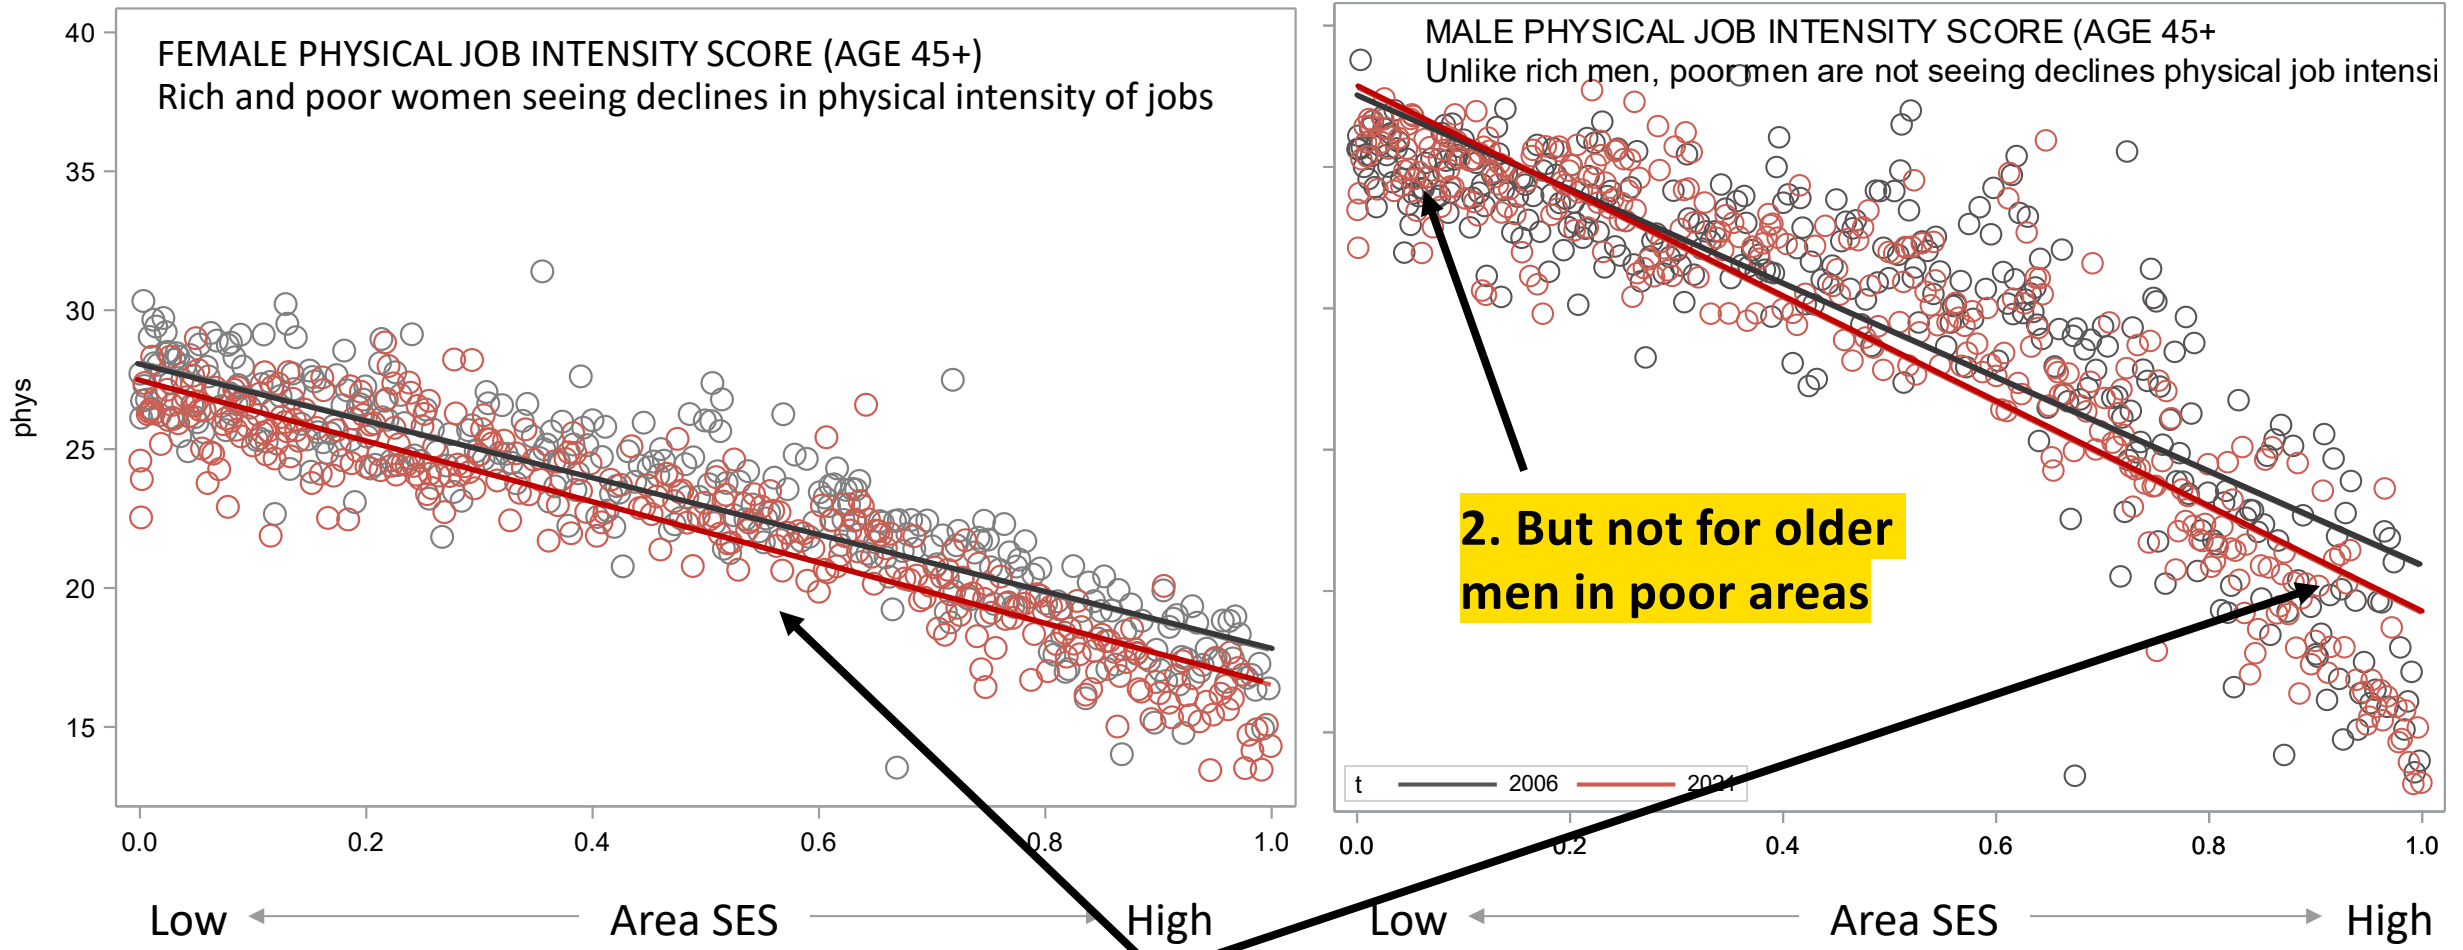 FEMALE PHYSICAL JOB INTENSITY SCORE (AGE 45+)
Rich and poor women seeing declines in physical intensity of jobs
40
35
30
25
20
15
phys
0.0 0.2 0.4 0.6 0.8 1.0
Low Area SES High
MALE PHYSICAL JOB INTENSITY SCORE (AGE 45+
Unlike rich men, poor men are not seeing declines physical job intensi
2. But not for older
men in poor areas
t 2006 2021
0.0 0.2 0.4 0.6 0.8 1.0
Low Area SES High